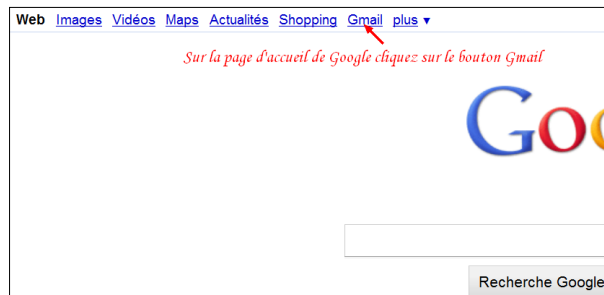 Web Images Vidéos Maps Actualités Shopping Gmail plus ▼
Sur la page d'accueil de Google cliquez sur le bouton Gmail
Goo
Recherche Google